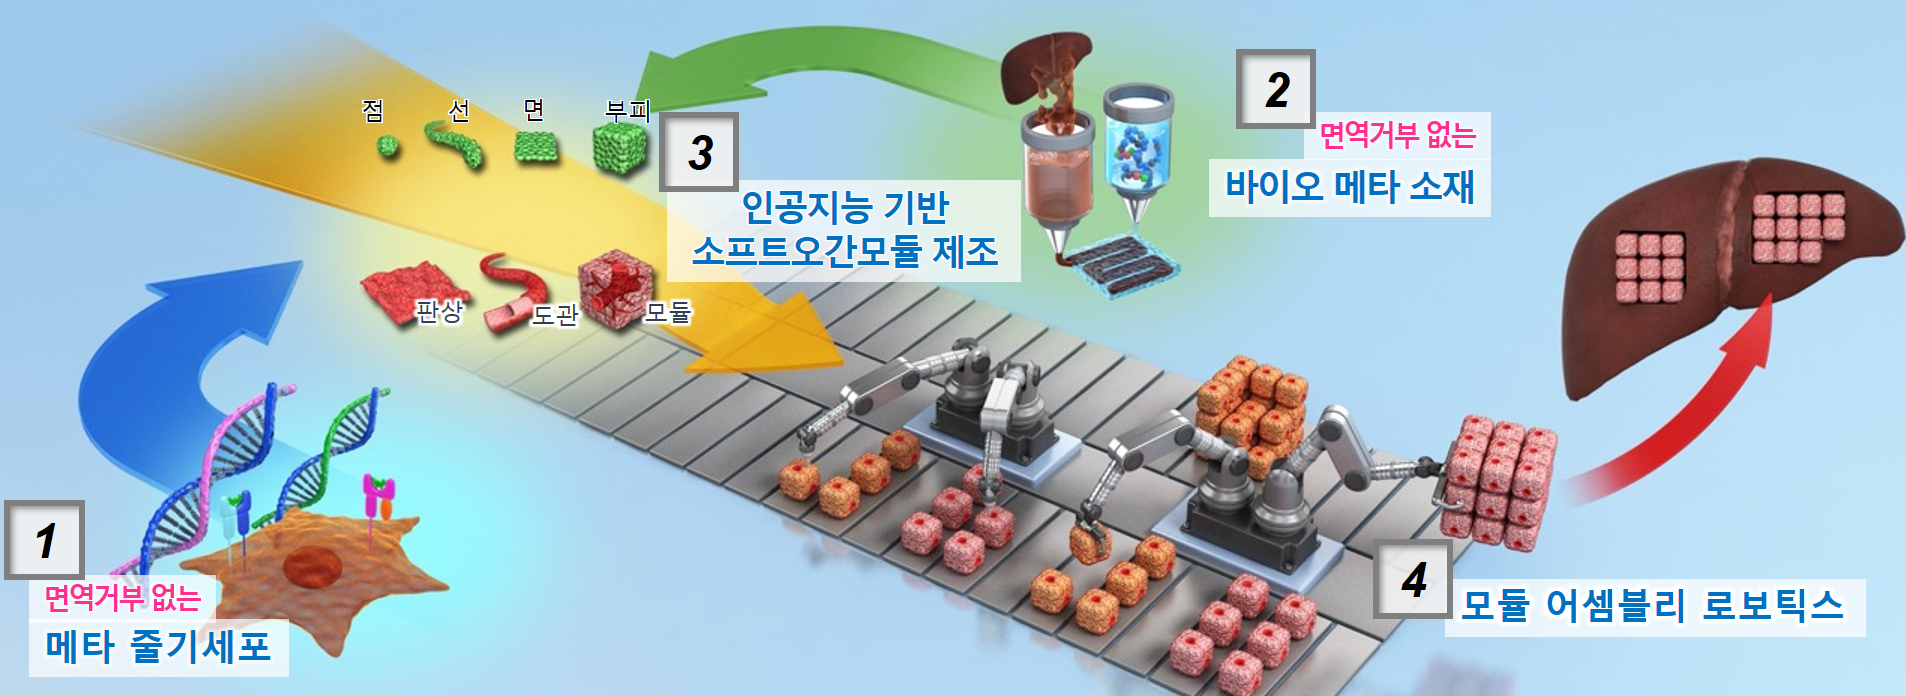 1
면역거부 없는
메타 줄기세포
2
면역거부 없는
바이오 메타 소재
점 선 면 부피
3
인공지능 기반
소프트오간모듈 제조
판상 도관 모듈
4
모듈 어셈블리 로보틱스